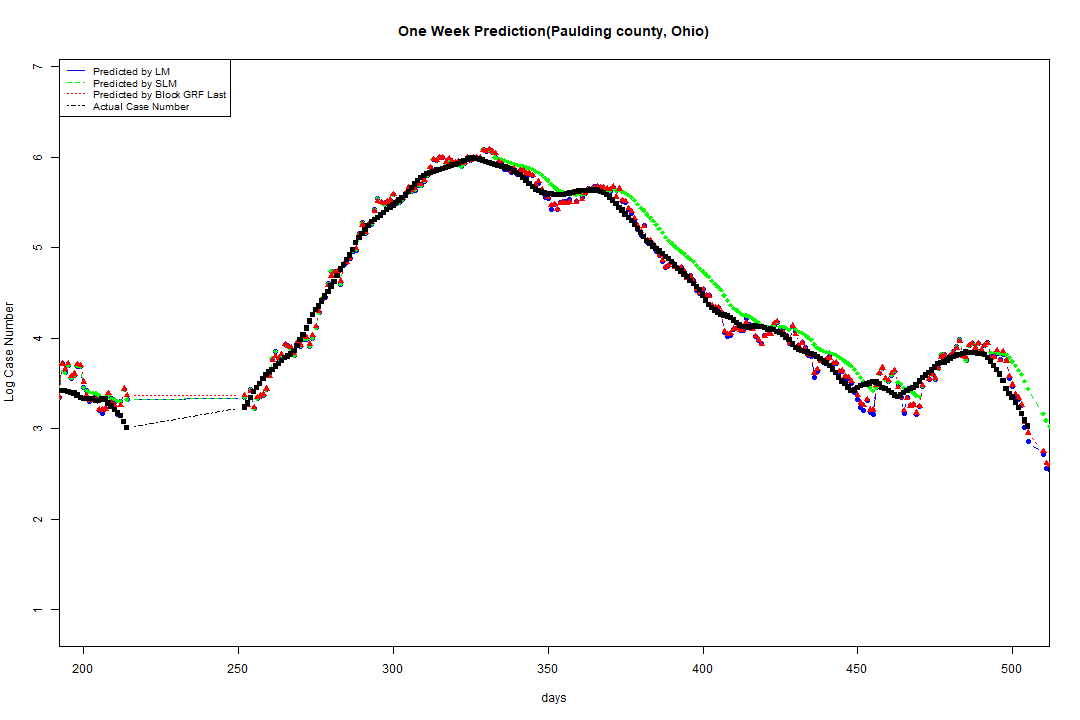 One Week Prediction(Paulding county, Ohio)
Predicted by LM
Predicted by SLM
Predicted by Block GRF Last
Actual Case Number
7
6
5
4
3
2
1
Log Case Number
200 250 300 350 400 450 500
days